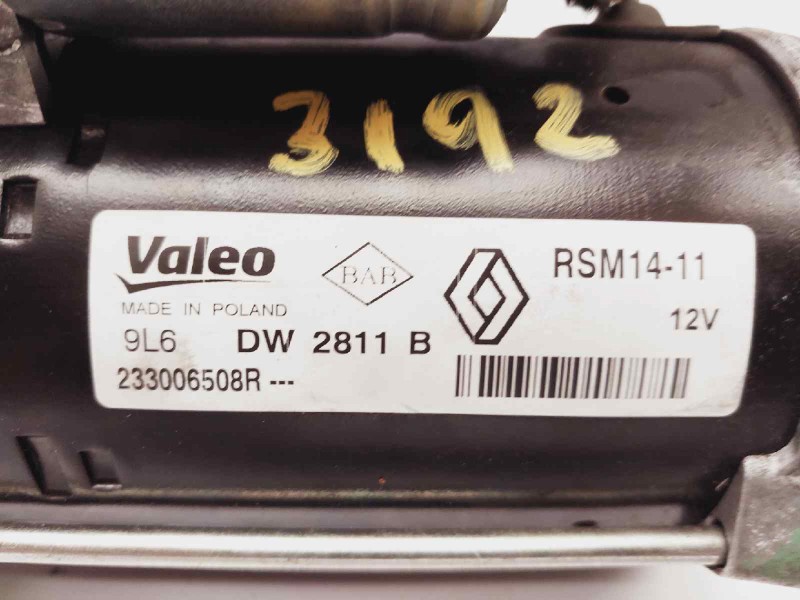 3192
Valeo
BAB
RSM14-11
MADE IN POLAND
12V
9L6 DW 2811 B
233006508R ---